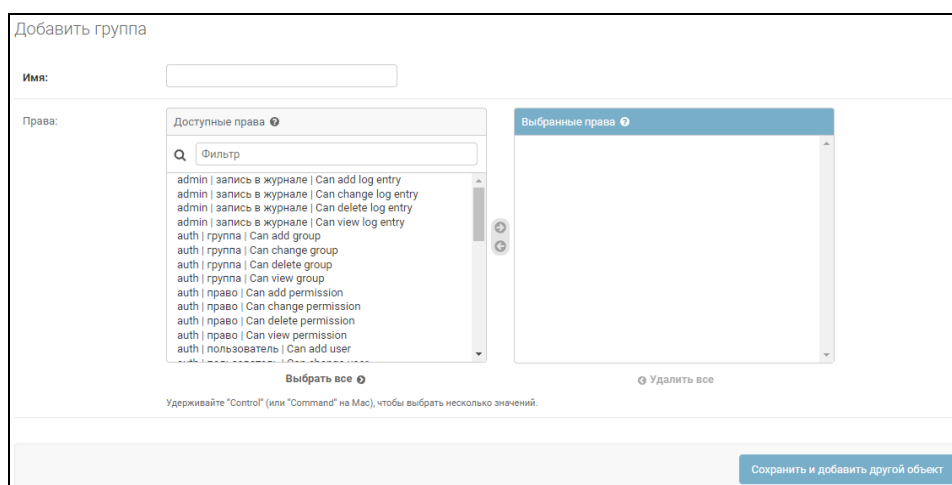 Добавить группа
Имя:
Права:
Доступные права
Выбранные права
Фильтр
admin | запись в журнале | Can add log entry
admin | запись в журнале | Can change log entry
admin | запись в журнале | Can delete log entry
admin | запись в журнале | Can view log entry
auth | группа | Can add group
auth | группа | Can change group
auth | группа | Can delete group
auth | группа | Can view group
auth | право | Can add permission
auth | право | Can change permission
auth | право | Can delete permission
auth | право | Can view permission
auth | пользователь | Can add user
Выбрать все
Удалить все
Удерживайте "Control" (или "Command" на Mac), чтобы выбрать несколько значений.
Сохранить и добавить другой объект